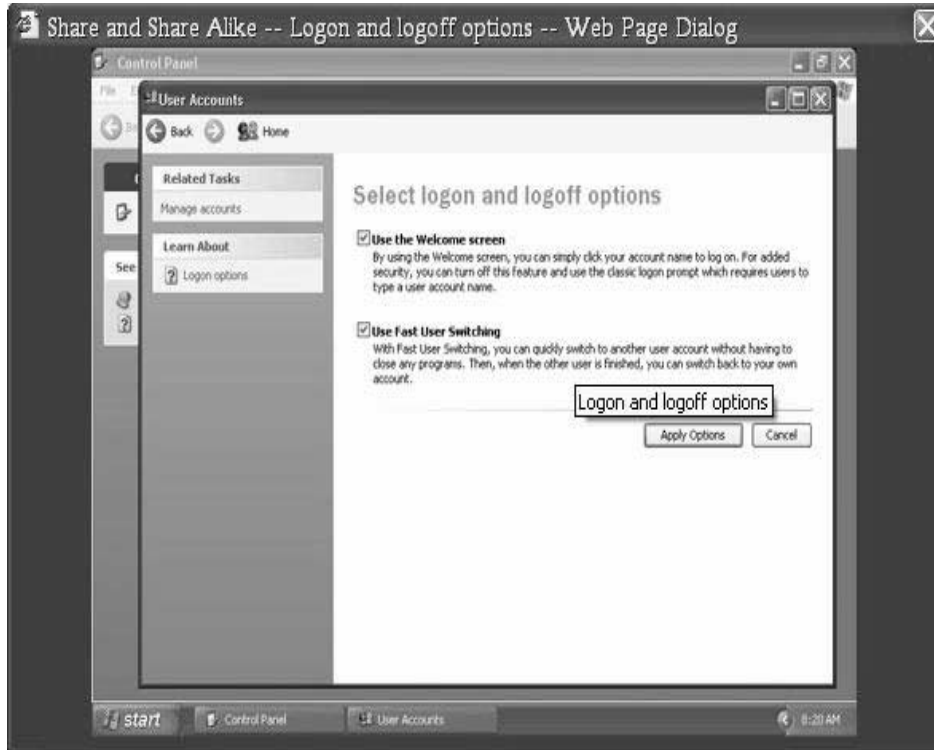 Share and Share Alike -- Logon and logoff options -- Web Page Dialog
Control Panel
User Accounts
Back Home
Related Tasks
Manage accounts
Learn About
Logon options
See
Select logon and logoff options
Use the Welcome screen
By using the Welcome screen, you can simply click your account name to log on. For added
security, you can turn off this feature and use the classic logon prompt which requires users to
type a user account name.
Use Fast User Switching
With Fast User Switching, you can quickly switch to another user account without having to
close any programs. Then, when the other user is finished, you can switch back to your own
account.
Logon and logoff options
Apply Options Cancel
start Control Panel User Accounts 8:20 AM